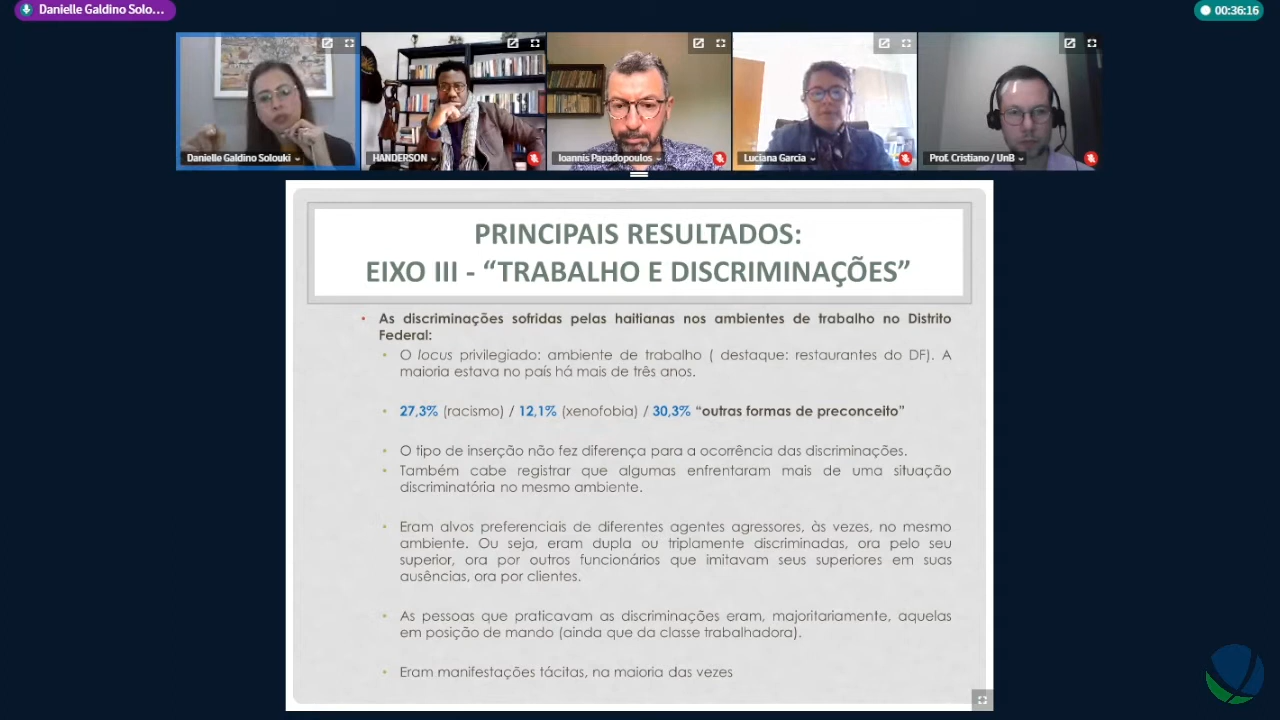 Danielle Galdino Solo...
00:36:16
Danielle Galdino Solouki
HANDERSON
Ioannis Papadopoulos
Luciana Garcia
Prof. Cristiano / UnB
PRINCIPAIS RESULTADOS:
EIXO III - “TRABALHO E DISCRIMINAÇÕES”
• As discriminações sofridas pelas haitianas nos ambientes de trabalho no Distrito
Federal:
• O locus privilegiado: ambiente de trabalho ( destaque: restaurantes do DF). A
maioria estava no país há mais de três anos.
• 27,3% (racismo) / 12,1% (xenofobia) / 30,3% “outras formas de preconceito”
• O tipo de inserção não fez diferença para a ocorrência das discriminações.
• Também cabe registrar que algumas enfrentaram mais de uma situação
discriminatória no mesmo ambiente.
• Eram alvos preferenciais de diferentes agentes agressores, às vezes, no mesmo
ambiente. Ou seja, eram dupla ou triplamente discriminadas, ora pelo seu
superior, ora por outros funcionários que imitavam seus superiores em suas
ausências, ora por clientes.
• As pessoas que praticavam as discriminações eram, majoritariamente, aquelas
em posição de mando (ainda que da classe trabalhadora).
• Eram manifestações tácitas, na maioria das vezes